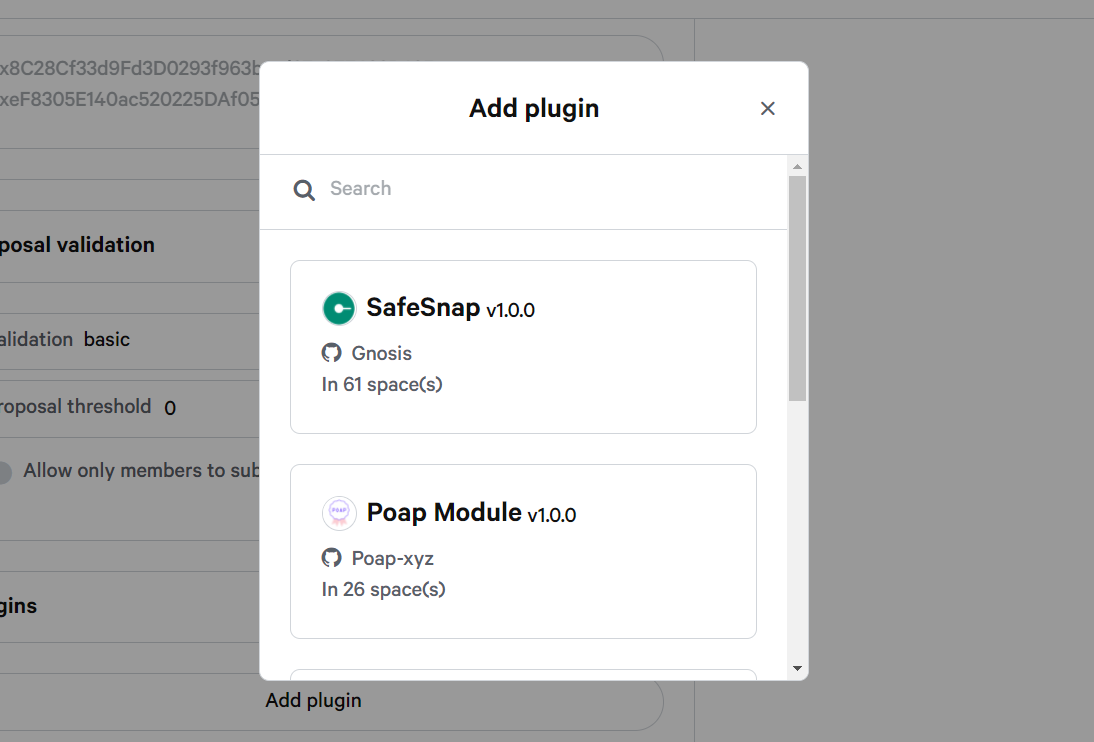 x8C28Cf33d9Fd3D0293f963b
xeF8305E140ac520225DAf05
Add plugin
Search
posal validation
SafeSnap v1.0.0
alidation basic
Gnosis
In 61 space(s)
roposal threshold 0
Allow only members to sub
Poap Module v1.0.0
Poap-xyz
In 26 space(s)
gins
Add plugin